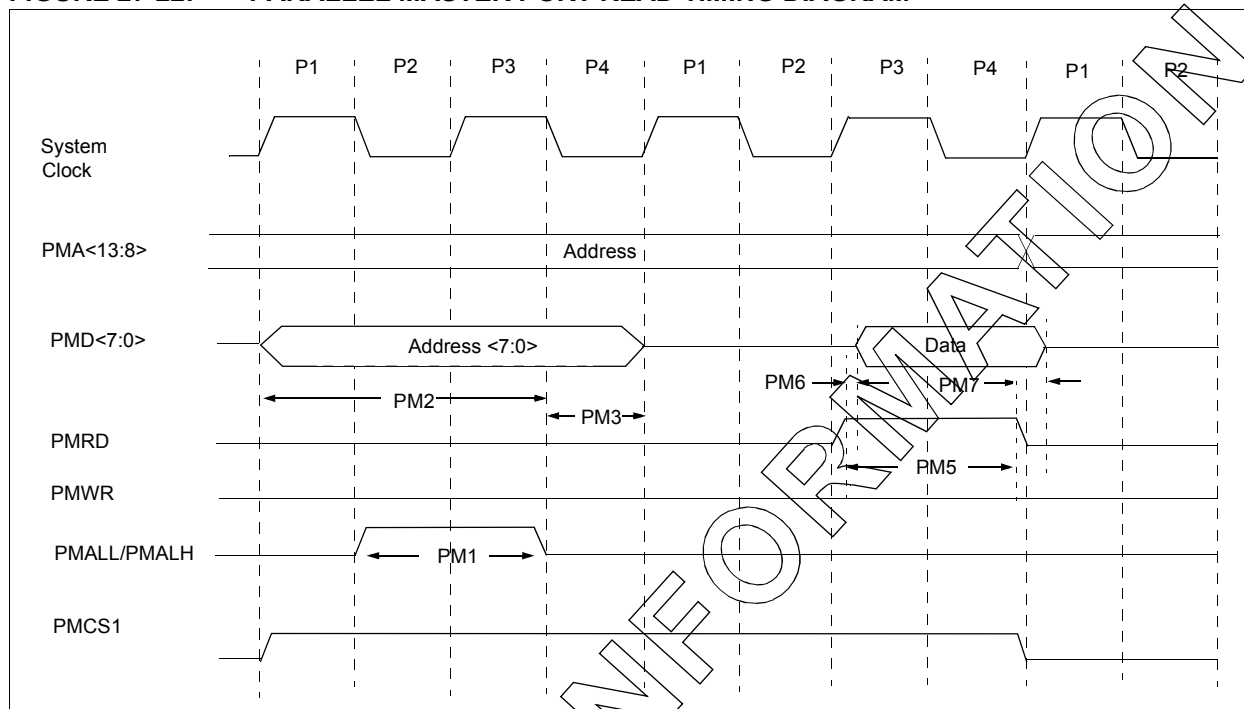 P1 P2 P3 P4 P1 P2 P3 P4 P1 P2
System
Clock
PMA<13:8>
Address
PMD<7:0>
Address <7:0>
Data
PM6
PM7
PM2
PM3
PMRD
PM5
PMWR
PMALL/PMALH
PM1
PMCS1
NFORMATION